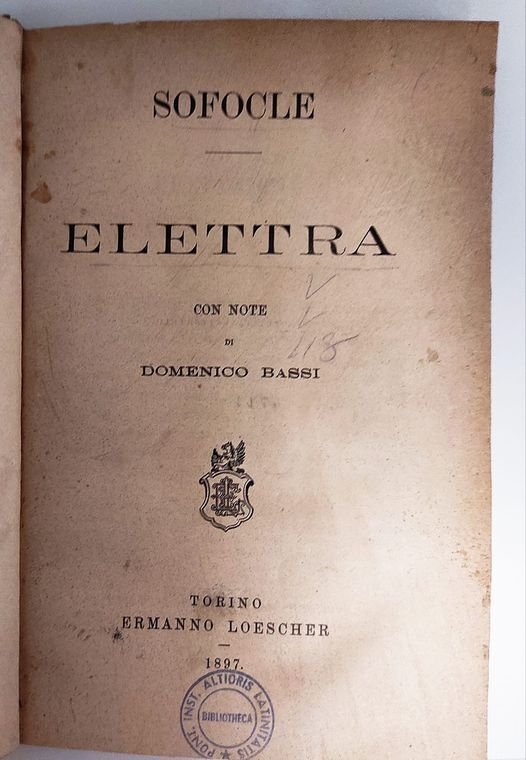 SOFOCLE
ELETTRA
CON NOTE
DI
DOMENICO BASSI
TORINO
ERMANNO LOESCHER
1897.
PONT. INST. ALTIORIS LATINITATIS
BIBLIOTHECA